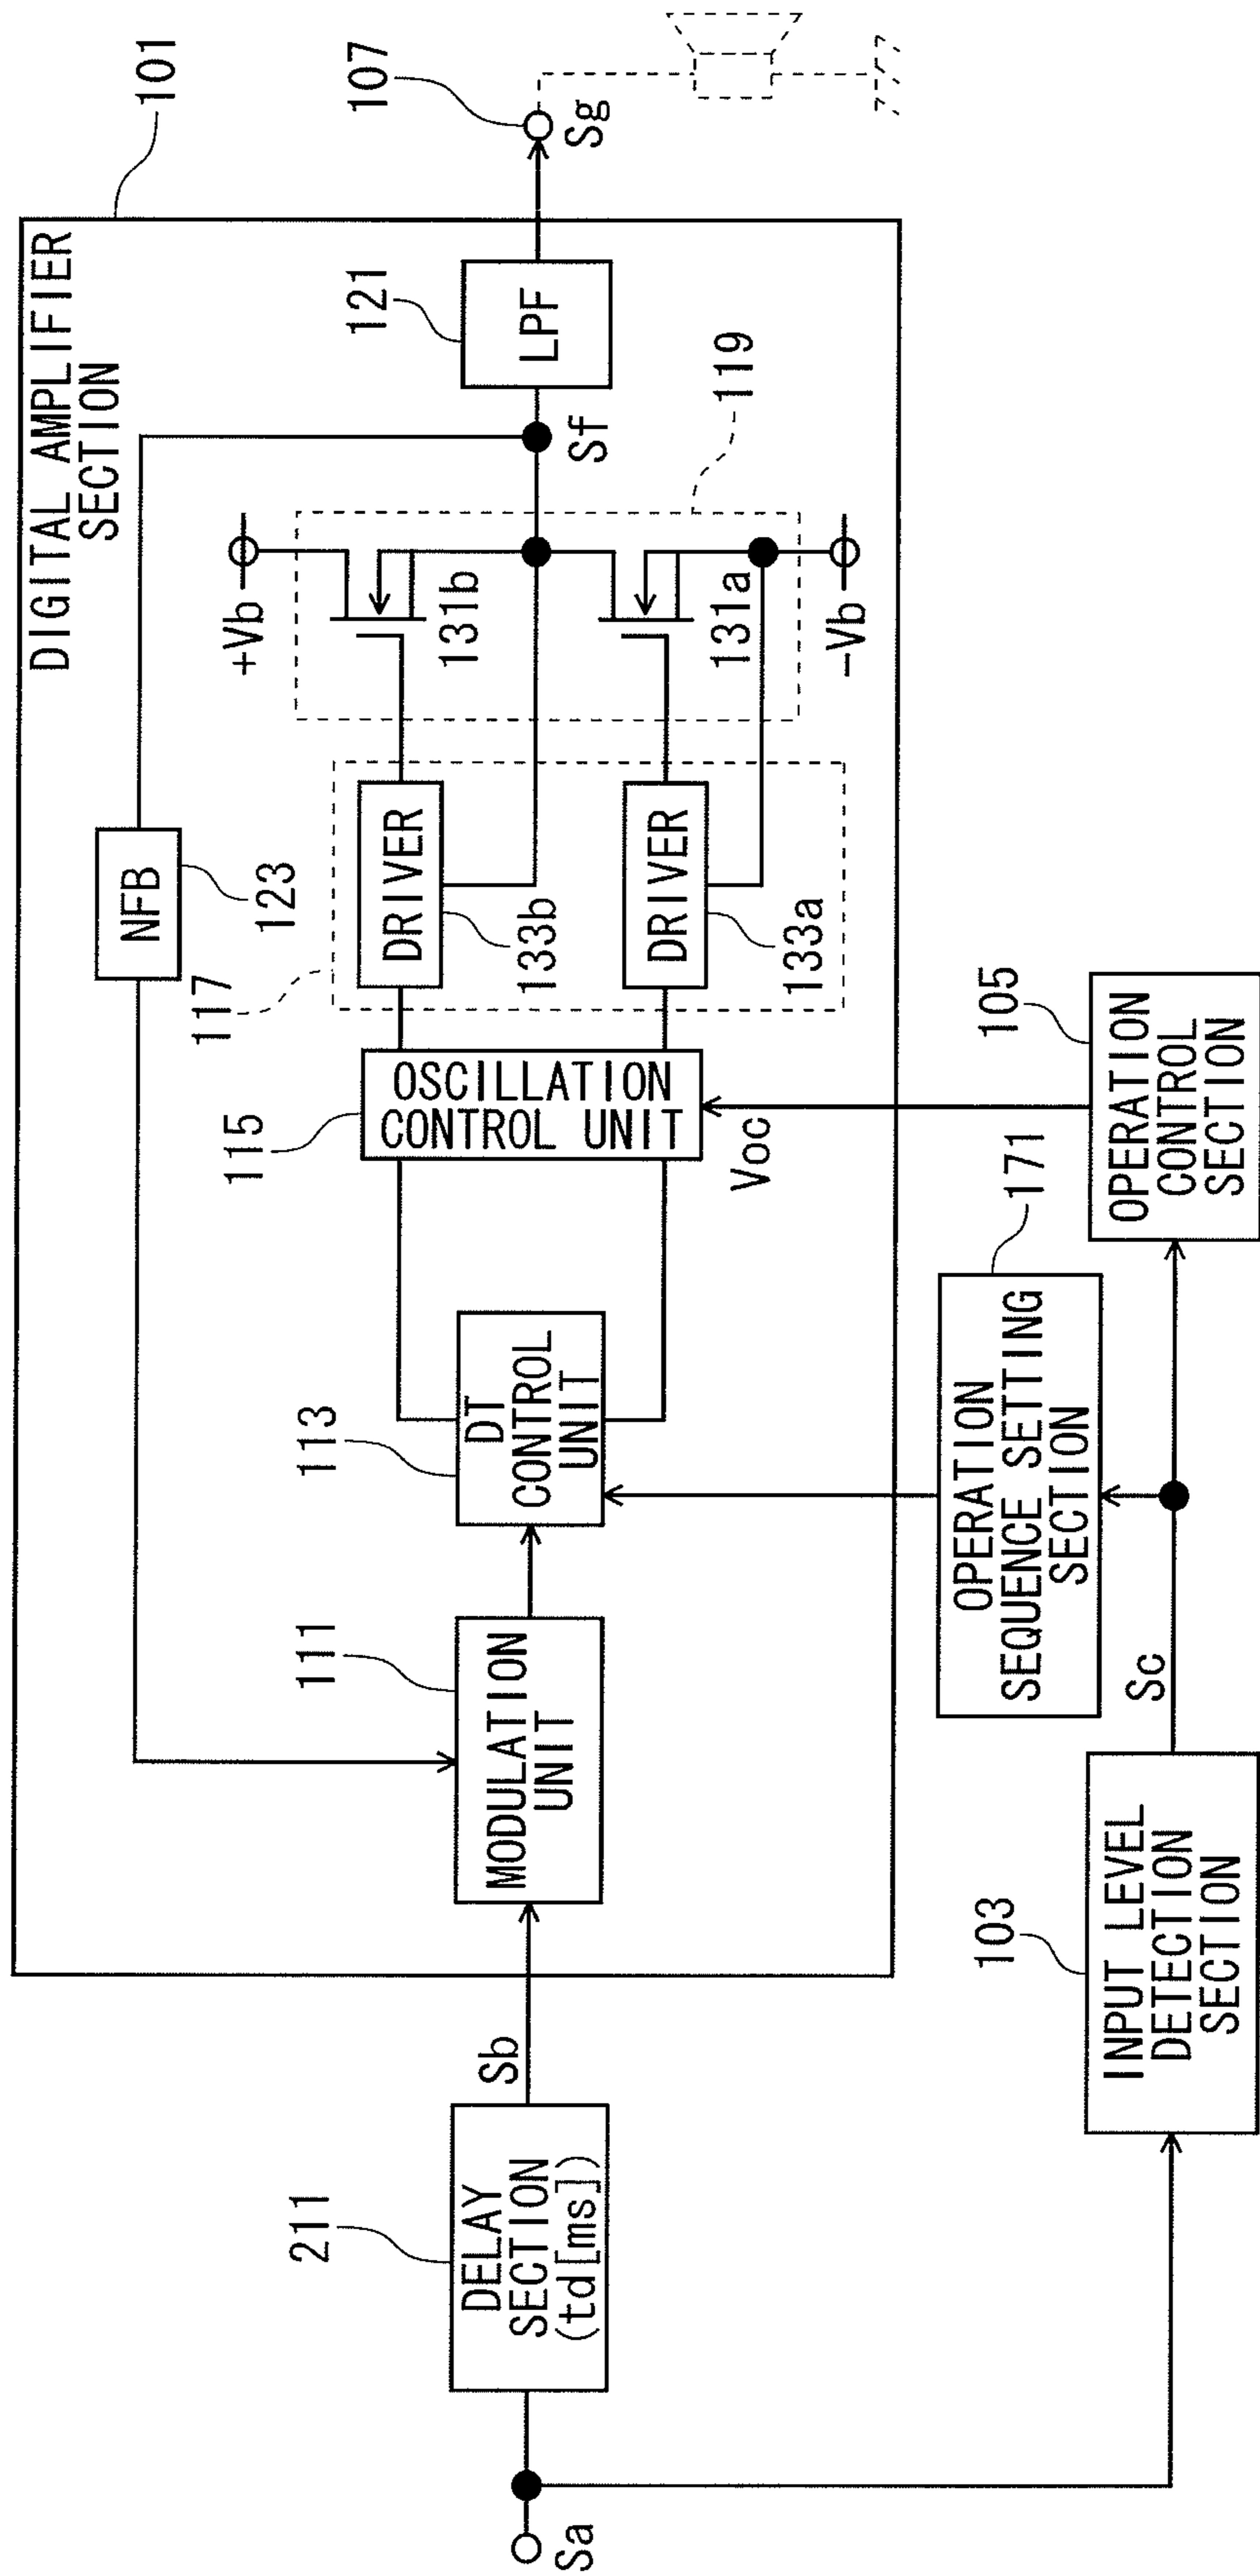 DIGITAL AMPLIFIER
SECTION
101
107
Sg
NFB
123
121
LPF
Sf
119
+Vb
131b
131a
-Vb
117
DRIVER
133b
DRIVER
133a
115
OSCILLATION
CONTROL UNIT
Voc
113
DT
CONTROL
UNIT
111
MODULATION
UNIT
Sb
211
DELAY
SECTION
(td[ms])
Sa
171
OPERATION
SEQUENCE SETTING
SECTION
105
OPERATION
CONTROL
SECTION
Sc
103
INPUT LEVEL
DETECTION
SECTION